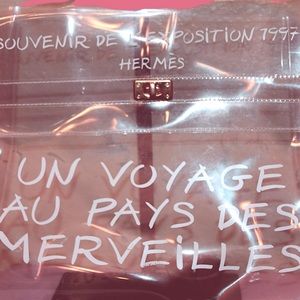 SOUVENIR DE L'EXPOSITION 1997
HERMÈS
UN VOYAGE
AU PAYS DES
MERVEiLLES